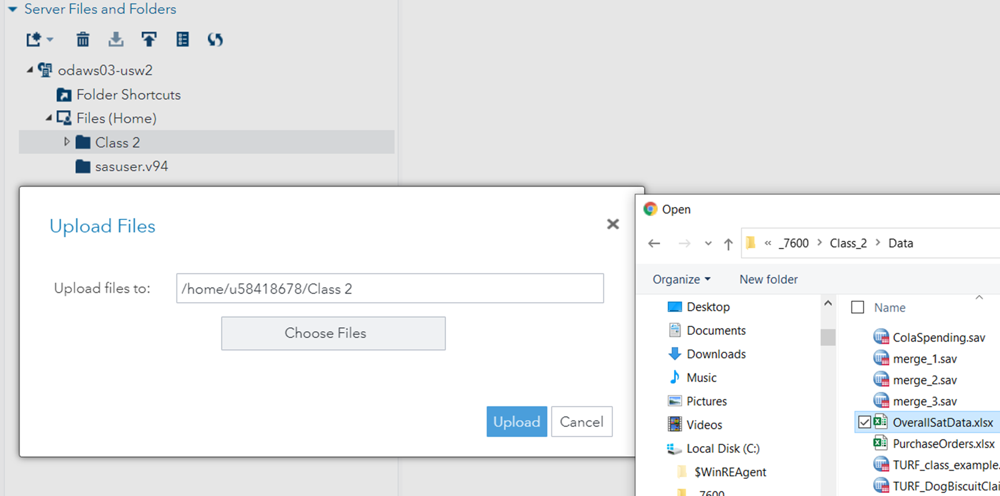 Server Files and Folders
odaws03-usw2
Folder Shortcuts
Files (Home)
Class 2
sasuser.v94
Upload Files
Upload files to: /home/u58418678/Class 2
Choose Files
Upload Cancel
Open
« _7600 > Class_2 > Data
Organize New folder
Desktop
Documents
Downloads
Music
Pictures
Videos
Local Disk (C:)
$WinREAgent
7600
Name
ColaSpending.sav
merge_1.sav
merge_2.sav
merge_3.sav
OverallSatData.xlsx
PurchaseOrders.xlsx
TURF_class_example.
TURF_DogBiscuitClai